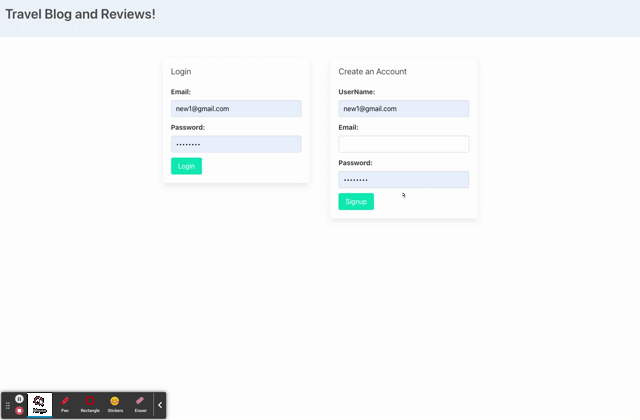 Travel Blog and Reviews!
Login
Email:
new1@gmail.com
Password:
••••••••
Login
Create an Account
UserName:
new1@gmail.com
Email:
Password:
••••••••
Signup
Pen
Rectangle
Stickers
Eraser